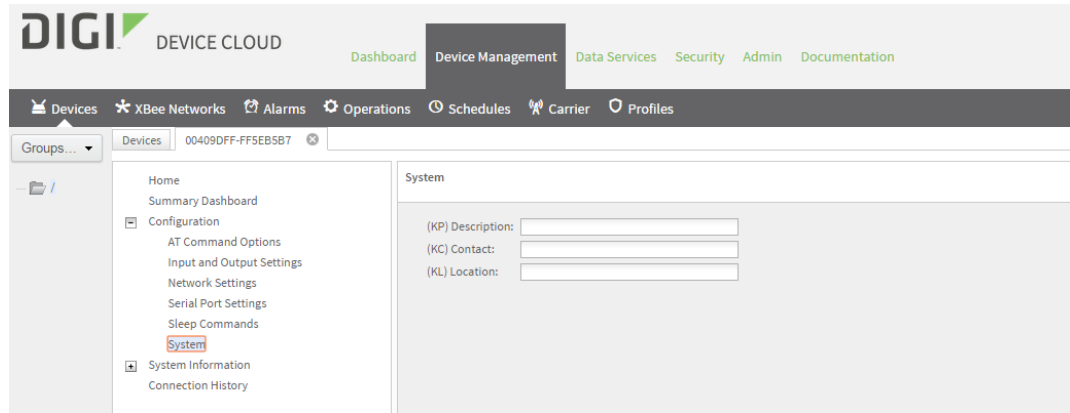 DIGI DEVICE CLOUD
Dashboard Device Management Data Services Security Admin Documentation
Devices XBee Networks Alarms Operations Schedules Carrier Profiles
Groups... Devices 00409DFF-FF5EB5B7
/
Home
Summary Dashboard
Configuration
AT Command Options
Input and Output Settings
Network Settings
Serial Port Settings
Sleep Commands
System
System Information
Connection History
System
(KP) Description:
(KC) Contact:
(KL) Location: